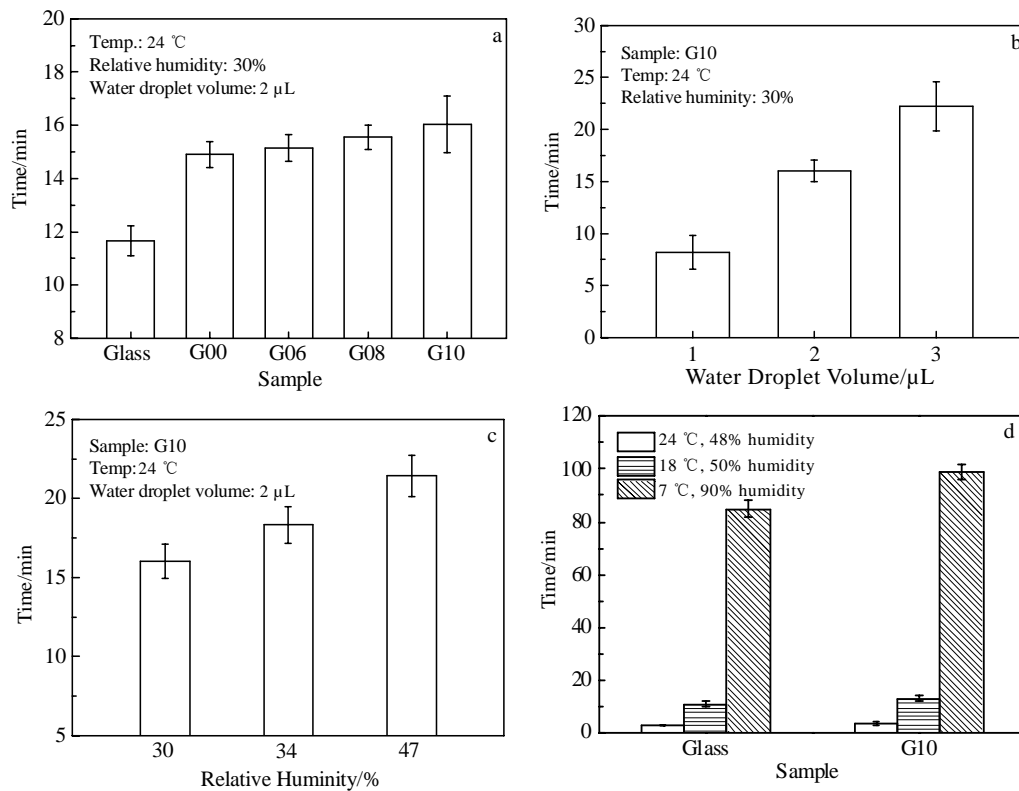 a
Temp.: 24 ℃
Relative humidity: 30%
Water droplet volume: 2 µL
Time/min
20
18
16
14
12
10
8
Glass G00 G06 G08 G10
Sample
b
Sample: G10
Temp: 24 ℃
Relative huminity: 30%
Time/min
30
25
20
15
10
5
0
1 2 3
Water Droplet Volume/µL
c
Sample: G10
Temp: 24 ℃
Water droplet volume: 2 µL
Time/min
25
20
15
10
5
30 34 47
Relative Huminity/%
d
24 ℃, 48% humidity
18 ℃, 50% humidity
7 ℃, 90% humidity
Time/min
120
100
80
60
40
20
0
Glass G10
Sample